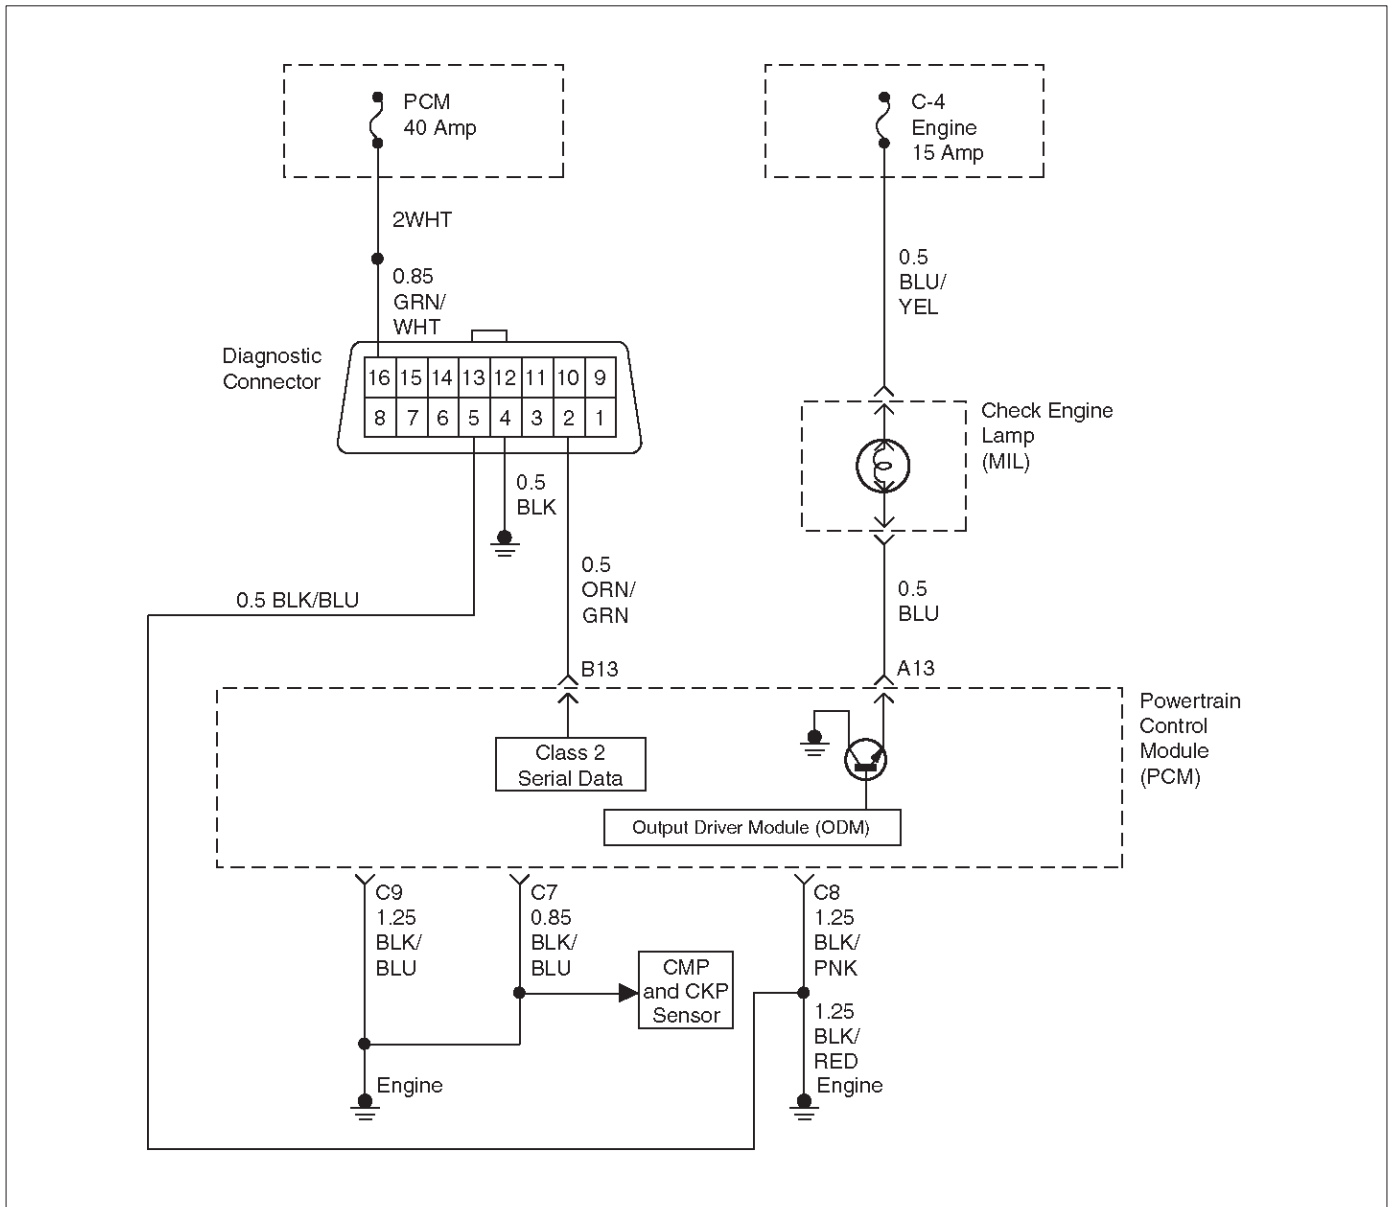 PCM
40 Amp
C-4
Engine
15 Amp
2WHT
0.85
GRN/
WHT
0.5
BLU/
YEL
Diagnostic
Connector
16 15 14 13 12 11 10 9
8 7 6 5 4 3 2 1
Check Engine
Lamp
(MIL)
0.5
BLK
0.5
ORN/
GRN
0.5 BLK/BLU
0.5
BLU
B13
A13
Powertrain
Control
Module
(PCM)
Class 2
Serial Data
Output Driver Module (ODM)
C9
1.25
BLK/
BLU
C7
0.85
BLK/
BLU
C8
1.25
BLK/
PNK
CMP
and CKP
Sensor
1.25
BLK/
RED
Engine
Engine